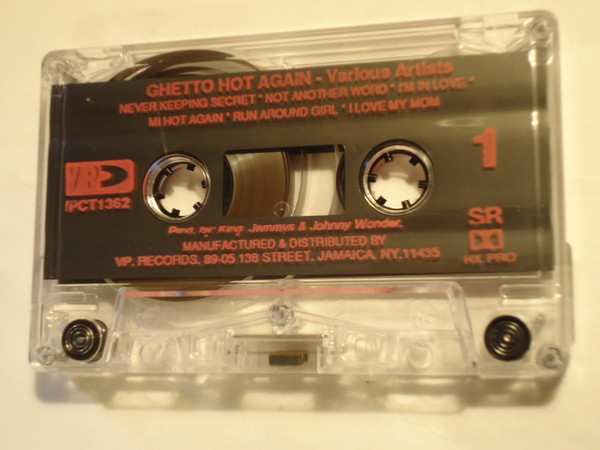 GHETTO HOT AGAIN - Various Artists
NEVER KEEPING SECRET * NOT ANOTHER WORD * I'M IN LOVE *
MI HOT AGAIN * RUN AROUND GIRL * I LOVE MY MOM
1
VP
VPCT1362
Prod. by: King Jammys & Johnny Wonder.
SR
MANUFACTURED & DISTRIBUTED BY
HX PRO
VP. RECORDS, 89-05 138 STREET, JAMAICA, NY.11435